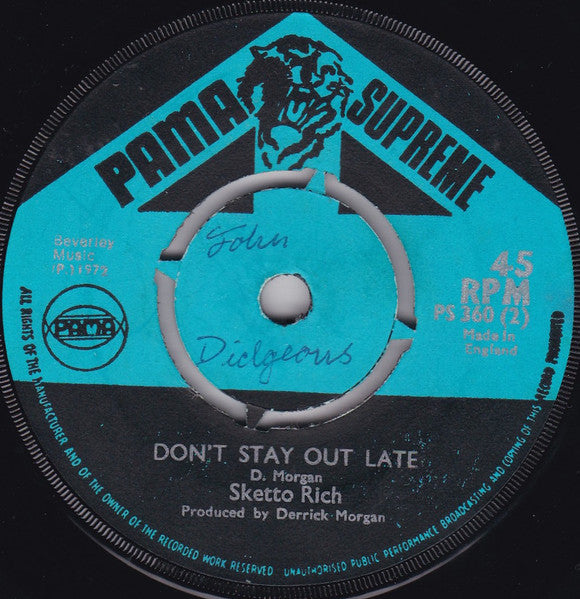 PAMA SUPREME
Beverley
Music
(P)1972
45
RPM
PS 360 (2)
Made in
England
PAMA
John
Didgeons
DON'T STAY OUT LATE
D. Morgan
Sketto Rich
Produced by Derrick Morgan
ALL RIGHTS OF THE MANUFACTURER AND OF THE OWNER OF THE RECORDED WORK RESERVED UNAUTHORISED PUBLIC PERFORMANCE BROADCASTING AND COPYING OF THIS RECORD PROHIBITED